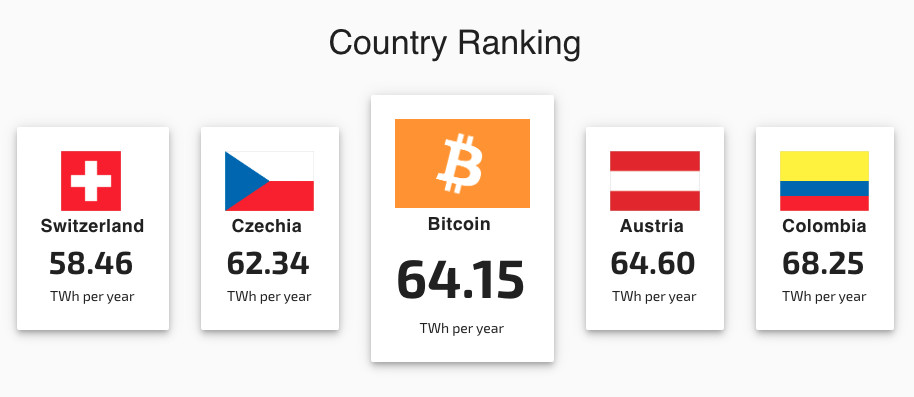 Country Ranking
Switzerland
58.46
TWh per year
Czechia
62.34
TWh per year
Bitcoin
64.15
TWh per year
Austria
64.60
TWh per year
Colombia
68.25
TWh per year